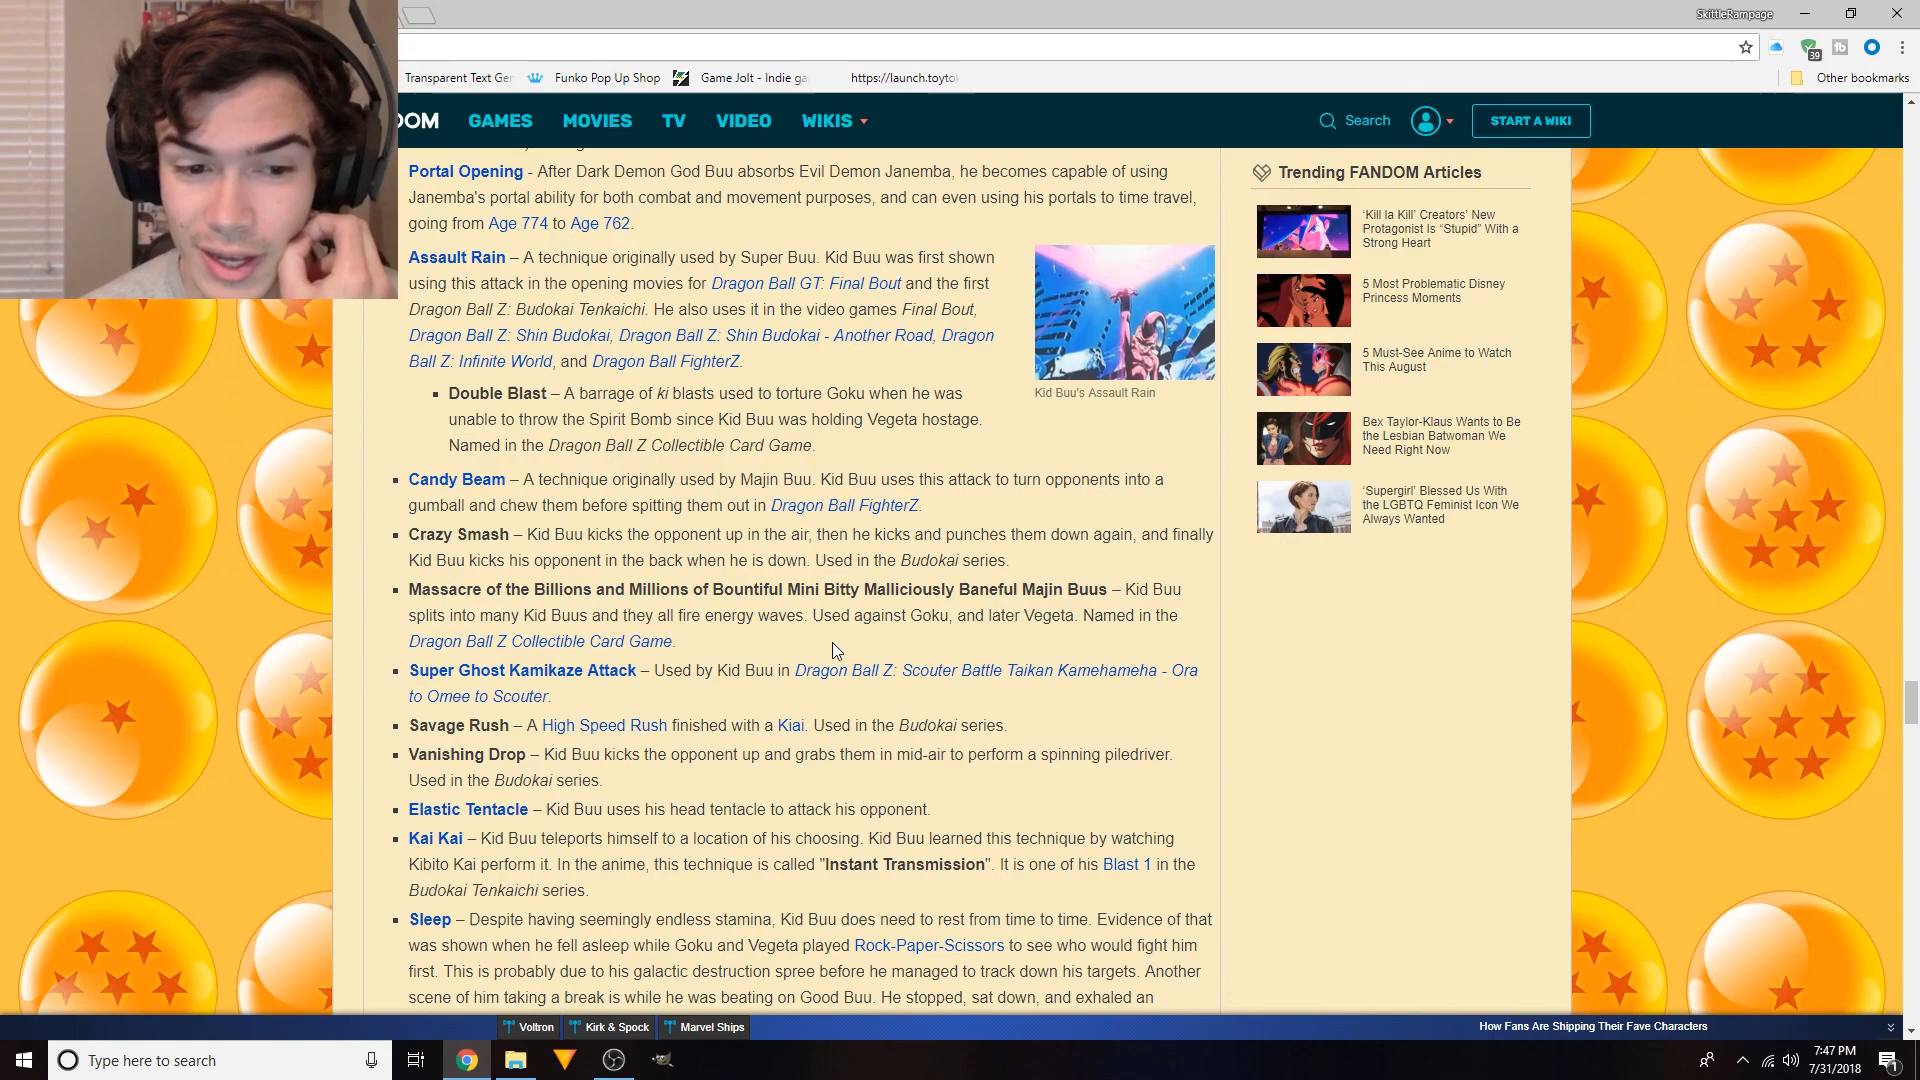 SkittleRampage
39
Transparent Text Ger
Funko Pop Up Shop
Game Jolt - Indie ga
https://launch.toytok
Other bookmarks
DOM
GAMES
MOVIES
TV
VIDEO
WIKIS
Search
START A WIKI
Portal Opening - After Dark Demon God Buu absorbs Evil Demon Janemba, he becomes capable of using
Janemba's portal ability for both combat and movement purposes, and can even using his portals to time travel,
going from Age 774 to Age 762.
Assault Rain – A technique originally used by Super Buu. Kid Buu was first shown
using this attack in the opening movies for Dragon Ball GT: Final Bout and the first
Dragon Ball Z: Budokai Tenkaichi. He also uses it in the video games Final Bout,
Dragon Ball Z: Shin Budokai, Dragon Ball Z: Shin Budokai - Another Road, Dragon
Ball Z: Infinite World, and Dragon Ball FighterZ.
Kid Buu's Assault Rain
▪ Double Blast – A barrage of ki blasts used to torture Goku when he was
unable to throw the Spirit Bomb since Kid Buu was holding Vegeta hostage.
Named in the Dragon Ball Z Collectible Card Game.
▪ Candy Beam – A technique originally used by Majin Buu. Kid Buu uses this attack to turn opponents into a
gumball and chew them before spitting them out in Dragon Ball FighterZ.
▪ Crazy Smash – Kid Buu kicks the opponent up in the air, then he kicks and punches them down again, and finally
Kid Buu kicks his opponent in the back when he is down. Used in the Budokai series.
▪ Massacre of the Billions and Millions of Bountiful Mini Bitty Malliciously Baneful Majin Buus – Kid Buu
splits into many Kid Buus and they all fire energy waves. Used against Goku, and later Vegeta. Named in the
Dragon Ball Z Collectible Card Game.
▪ Super Ghost Kamikaze Attack – Used by Kid Buu in Dragon Ball Z: Scouter Battle Taikan Kamehameha - Ora
to Omee to Scouter.
▪ Savage Rush – A High Speed Rush finished with a Kiai. Used in the Budokai series.
▪ Vanishing Drop – Kid Buu kicks the opponent up and grabs them in mid-air to perform a spinning piledriver.
Used in the Budokai series.
▪ Elastic Tentacle – Kid Buu uses his head tentacle to attack his opponent.
▪ Kai Kai – Kid Buu teleports himself to a location of his choosing. Kid Buu learned this technique by watching
Kibito Kai perform it. In the anime, this technique is called "Instant Transmission". It is one of his Blast 1 in the
Budokai Tenkaichi series.
▪ Sleep – Despite having seemingly endless stamina, Kid Buu does need to rest from time to time. Evidence of that
was shown when he fell asleep while Goku and Vegeta played Rock-Paper-Scissors to see who would fight him
first. This is probably due to his galactic destruction spree before he managed to track down his targets. Another
scene of him taking a break is while he was beating on Good Buu. He stopped, sat down, and exhaled an
Trending FANDOM Articles
'Kill la Kill' Creators' New
Protagonist Is "Stupid" With a
Strong Heart
5 Most Problematic Disney
Princess Moments
5 Must-See Anime to Watch
This August
Bex Taylor-Klaus Wants to Be
the Lesbian Batwoman We
Need Right Now
'Supergirl' Blessed Us With
the LGBTQ Feminist Icon We
Always Wanted
Voltron
Kirk & Spock
Marvel Ships
How Fans Are Shipping Their Fave Characters
Type here to search
7:47 PM
7/31/2018
1